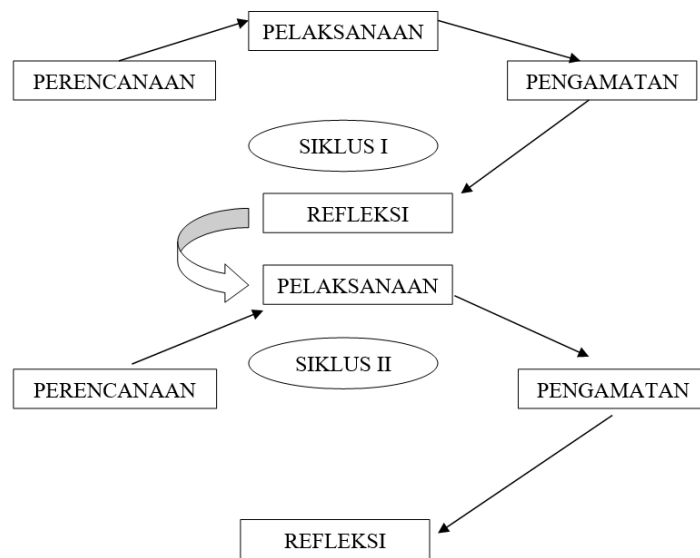 PELAKSANAAN
PERENCANAAN
PENGAMATAN
SIKLUS I
REFLEKSI
PELAKSANAAN
SIKLUS II
PERENCANAAN
PENGAMATAN
REFLEKSI